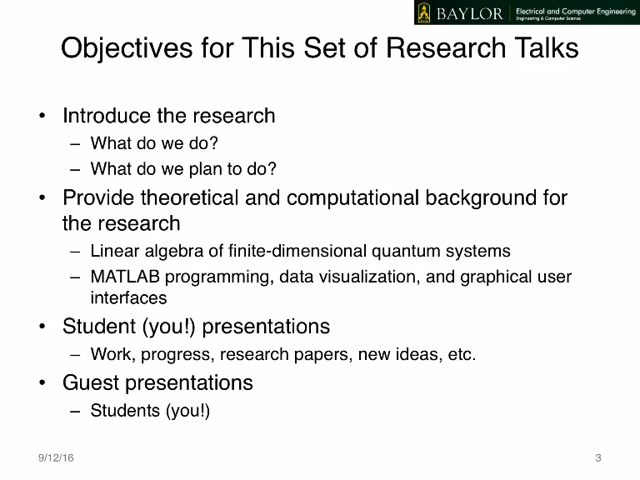 BAYLOR
Electrical and Computer Engineering
Engineering & Computer Science
Objectives for This Set of Research Talks
• Introduce the research
– What do we do?
– What do we plan to do?
• Provide theoretical and computational background for
the research
– Linear algebra of finite-dimensional quantum systems
– MATLAB programming, data visualization, and graphical user
interfaces
• Student (you!) presentations
– Work, progress, research papers, new ideas, etc.
• Guest presentations
– Students (you!)
9/12/16
3